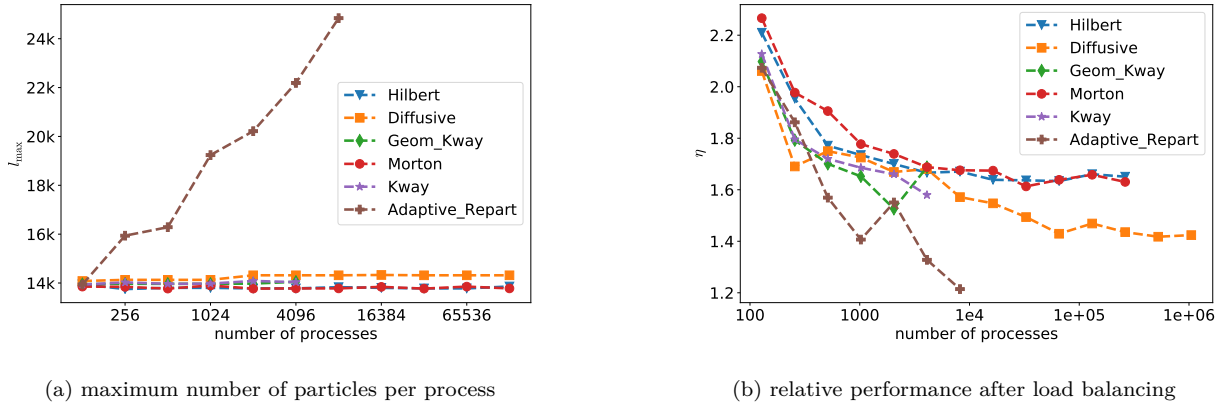 24k
22k
20k
18k
16k
14k
l_max
256
1024
4096
16384
65536
number of processes
Hilbert
Diffusive
Geom_Kway
Morton
Kway
Adaptive_Repart
(a) maximum number of particles per process
2.2
2.0
1.8
1.6
1.4
1.2
η
100
1000
1e+4
1e+05
1e+06
number of processes
Hilbert
Diffusive
Geom_Kway
Morton
Kway
Adaptive_Repart
(b) relative performance after load balancing